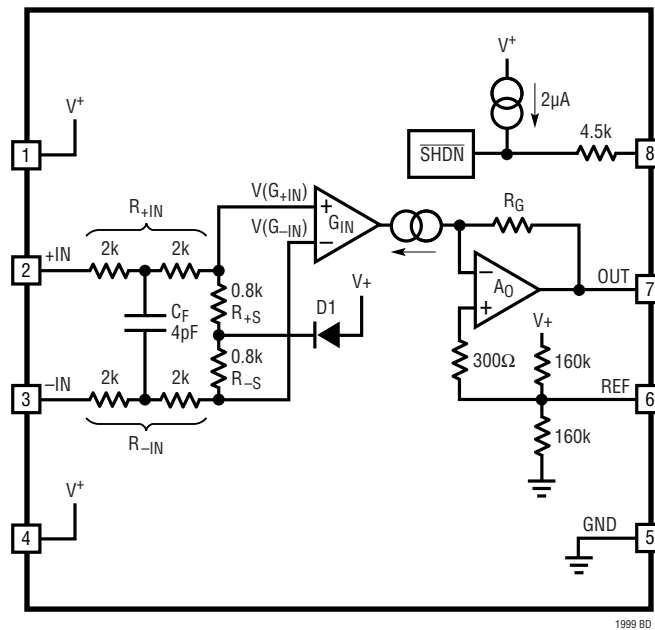 V+
2µA
SHDN
4.5k
8
V+
1
R+IN
2k
2k
+IN
2
V(G+IN)
V(G–IN)
+
–
GIN
RG
–
+
AO
OUT
7
CF
4pF
0.8k
R+S
0.8k
R–S
D1
V+
300Ω
V+
160k
160k
REF
6
–IN
3
2k
2k
R–IN
V+
4
GND
5
1999 BD